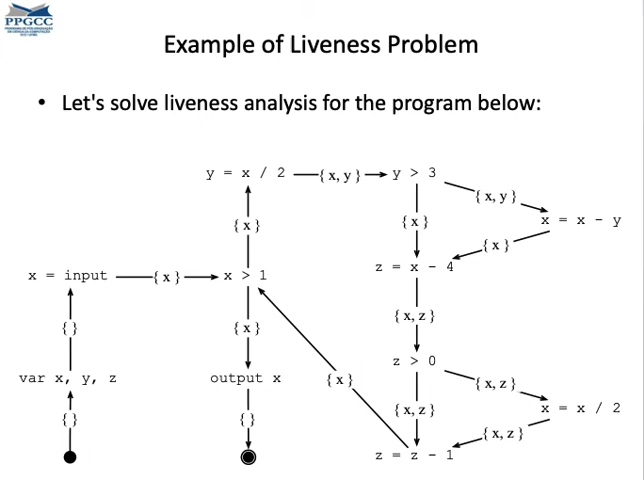 PPGCC
Example of Liveness Problem
• Let's solve liveness analysis for the program below:
y = x / 2 {x, y} y > 3
{x, y}
{x} {x} x = x - y
{x}
x = input {x} x > 1 z = x - 4
{x, z}
{} {x}
z > 0
var x, y, z output x {x} {x, z}
{} {} {x, z} x = x / 2
{x, z}
z = z - 1